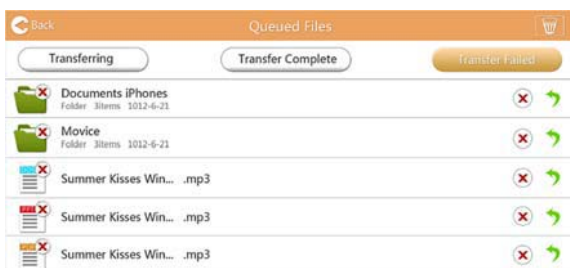 Back
Queued Files
Transferring
Transfer Complete
Transfer Failed
Documents iPhones
Folder 3items 1012-6-21
Movice
Folder 3items 1012-6-21
Summer Kisses Win... .mp3
Summer Kisses Win... .mp3
Summer Kisses Win... .mp3